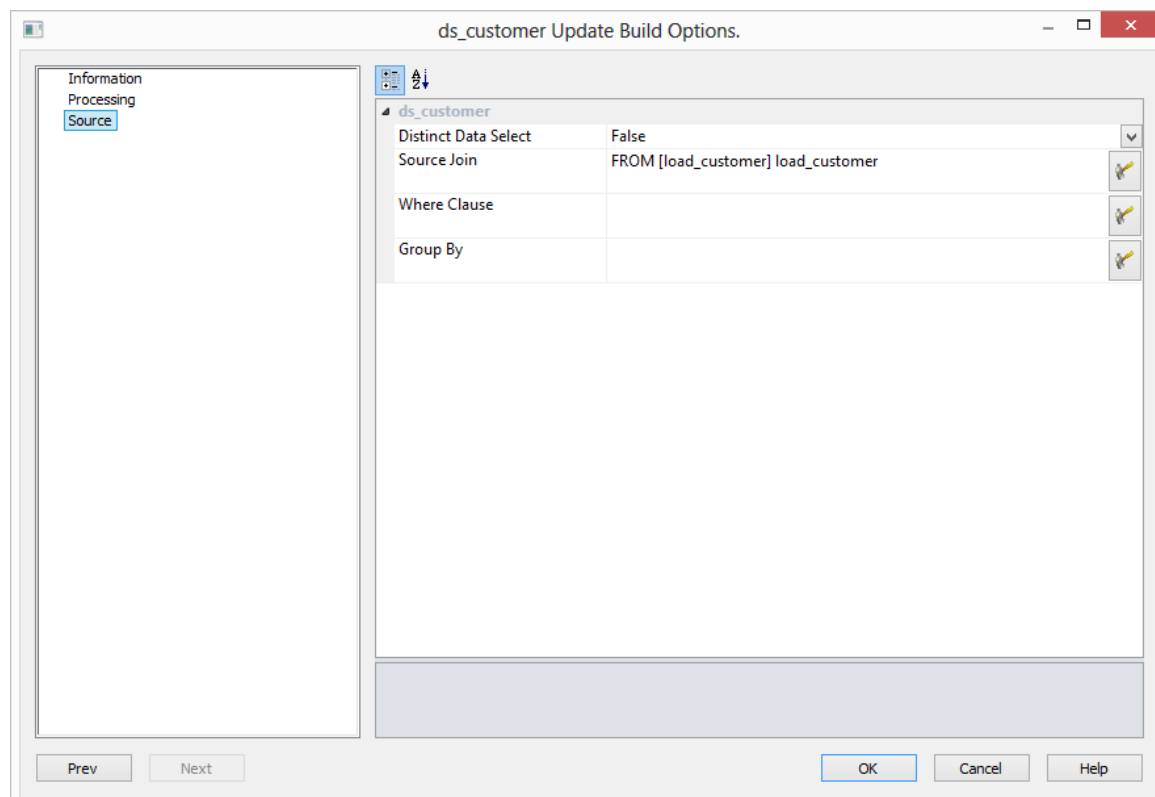 ds_customer Update Build Options.
Information
Processing
Source
ds_customer
Distinct Data Select False
Source Join FROM [load_customer] load_customer
Where Clause
Group By
Prev Next OK Cancel Help